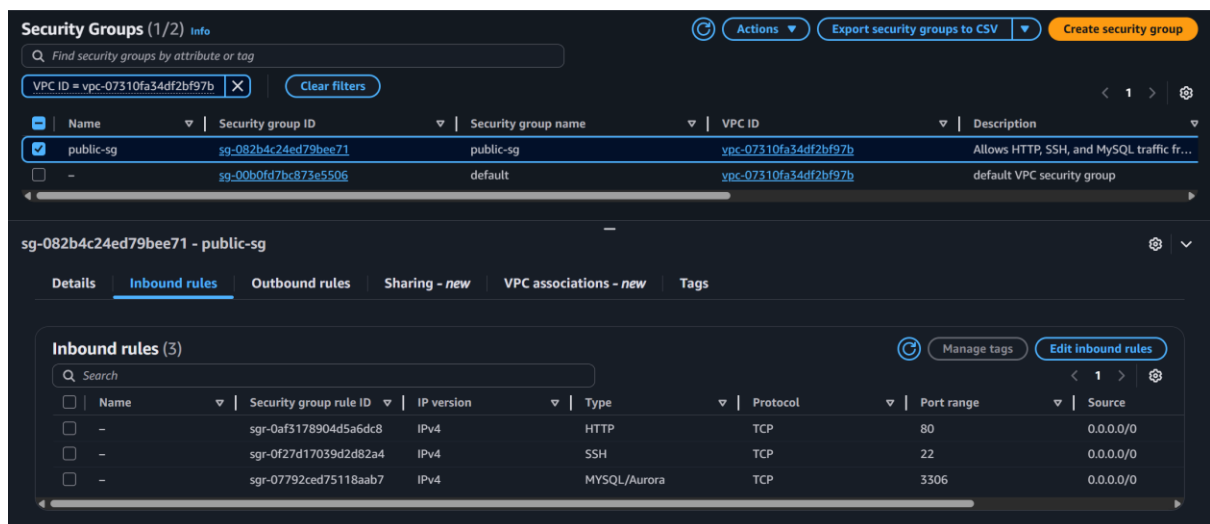 Security Groups (1/2) Info Actions Export security groups to CSV Create security group
Find security groups by attribute or tag
VPC ID = vpc-07310fa34df2bf97b Clear filters
1
Name Security group ID Security group name VPC ID Description
public-sg sg-082b4c24ed79bee71 public-sg vpc-07310fa34df2bf97b Allows HTTP, SSH, and MySQL traffic fr...
– sg-00b0fd7bc873e5506 default vpc-07310fa34df2bf97b default VPC security group
sg-082b4c24ed79bee71 - public-sg
Details Inbound rules Outbound rules Sharing - new VPC associations - new Tags
Inbound rules (3) Manage tags Edit inbound rules
Search 1
Name Security group rule ID IP version Type Protocol Port range Source
– sgr-0af3178904d5a6dc8 IPv4 HTTP TCP 80 0.0.0.0/0
– sgr-0f27d17039d2d82a4 IPv4 SSH TCP 22 0.0.0.0/0
– sgr-07792ced75118aab7 IPv4 MYSQL/Aurora TCP 3306 0.0.0.0/0